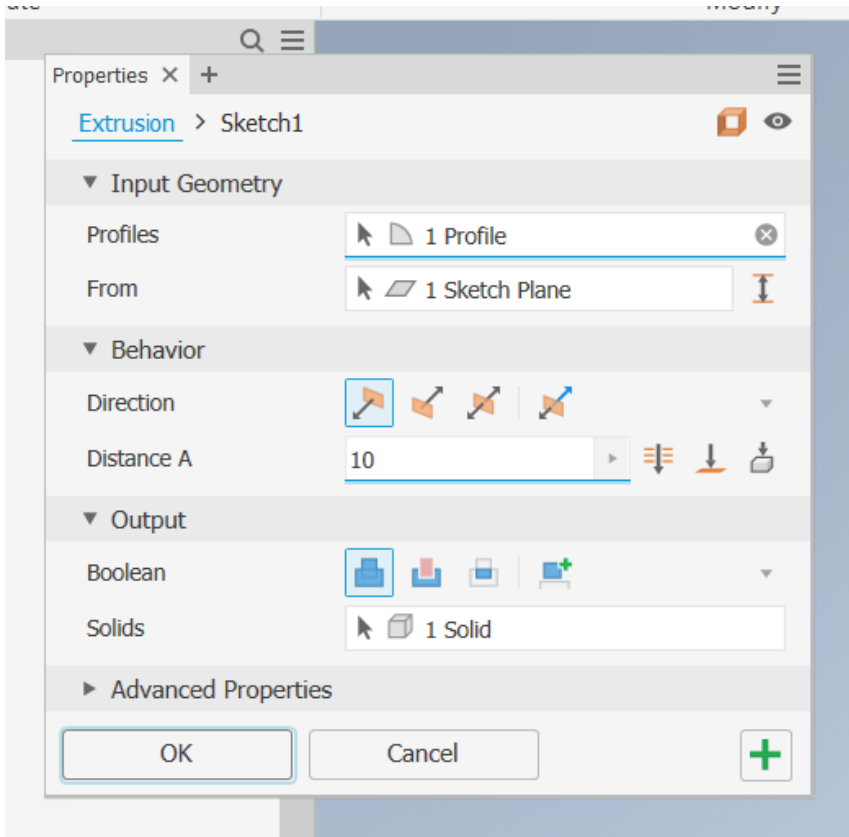 Properties
Extrusion > Sketch1
Input Geometry
Profiles 1 Profile
From 1 Sketch Plane
Behavior
Direction
Distance A 10
Output
Boolean
Solids 1 Solid
Advanced Properties
OK Cancel